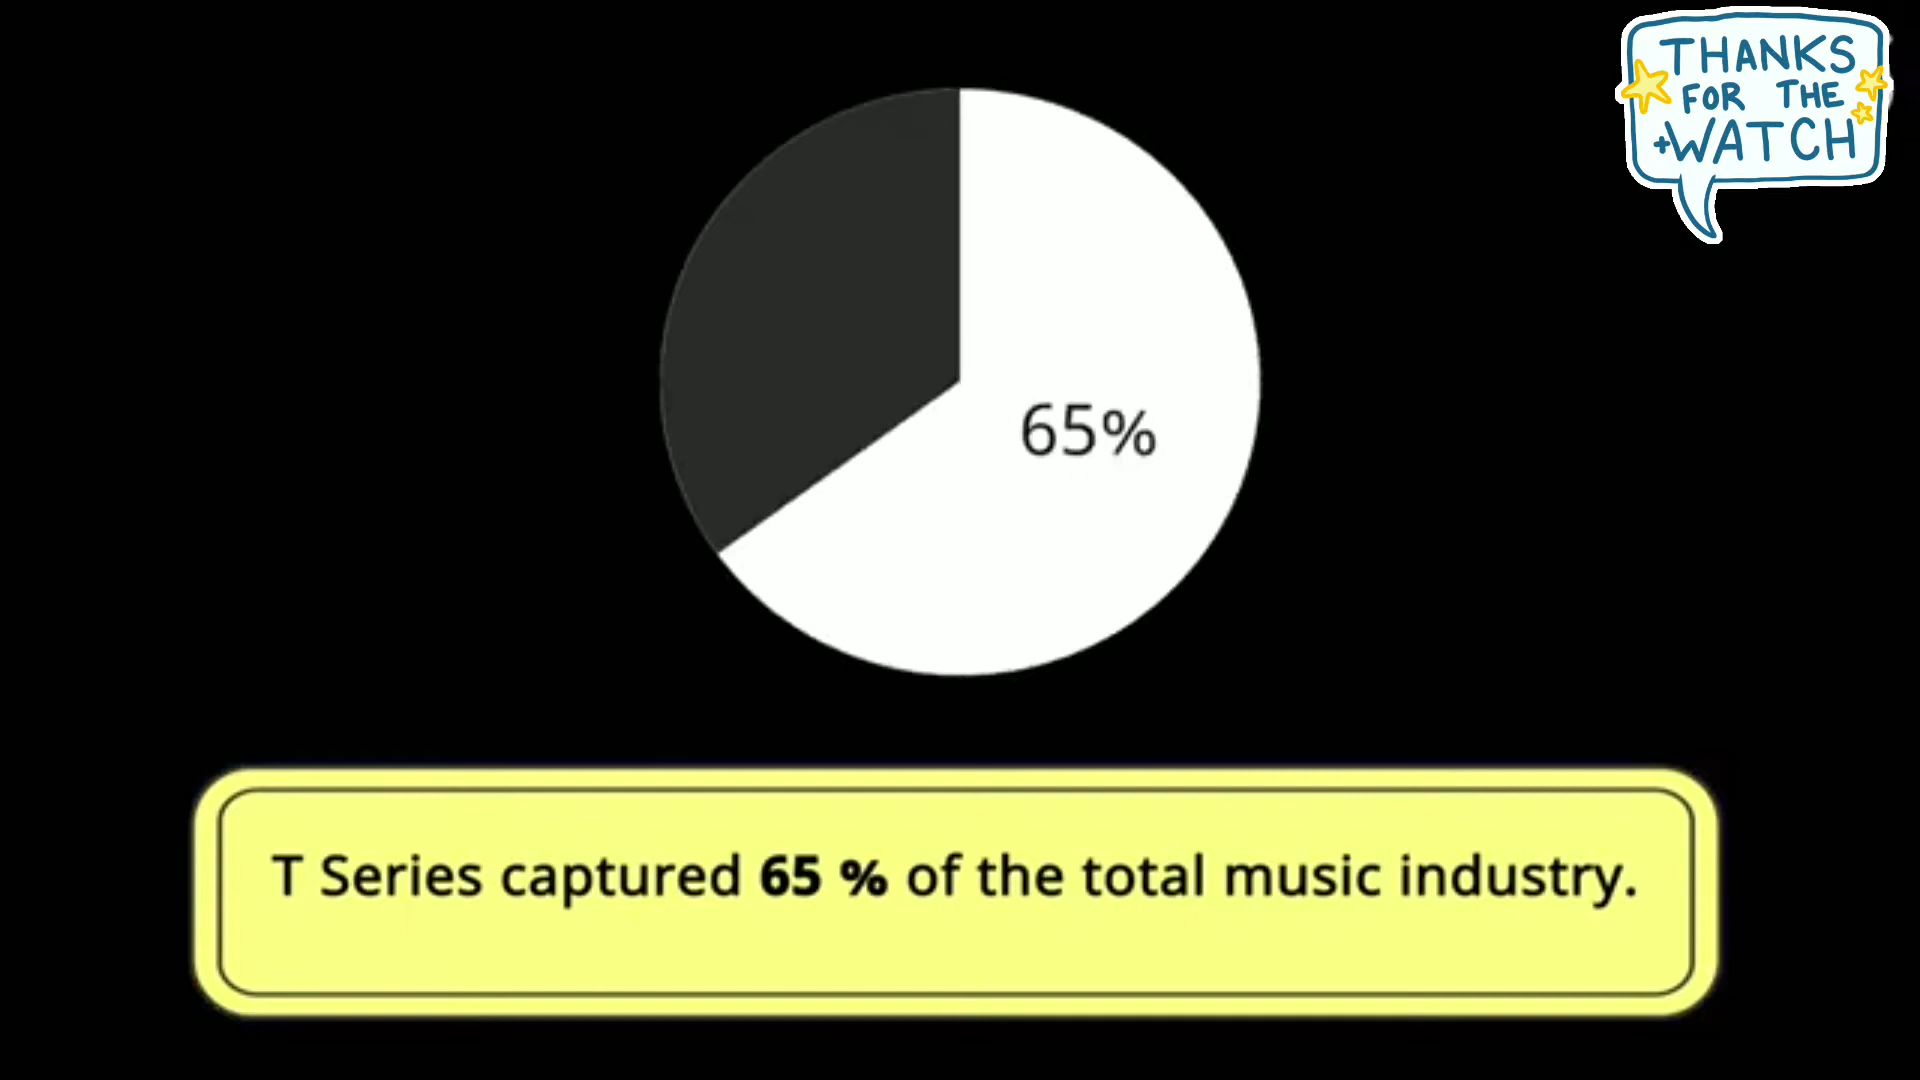 THANKS
FOR THE
WATCH
65%
T Series captured 65 % of the total music industry.